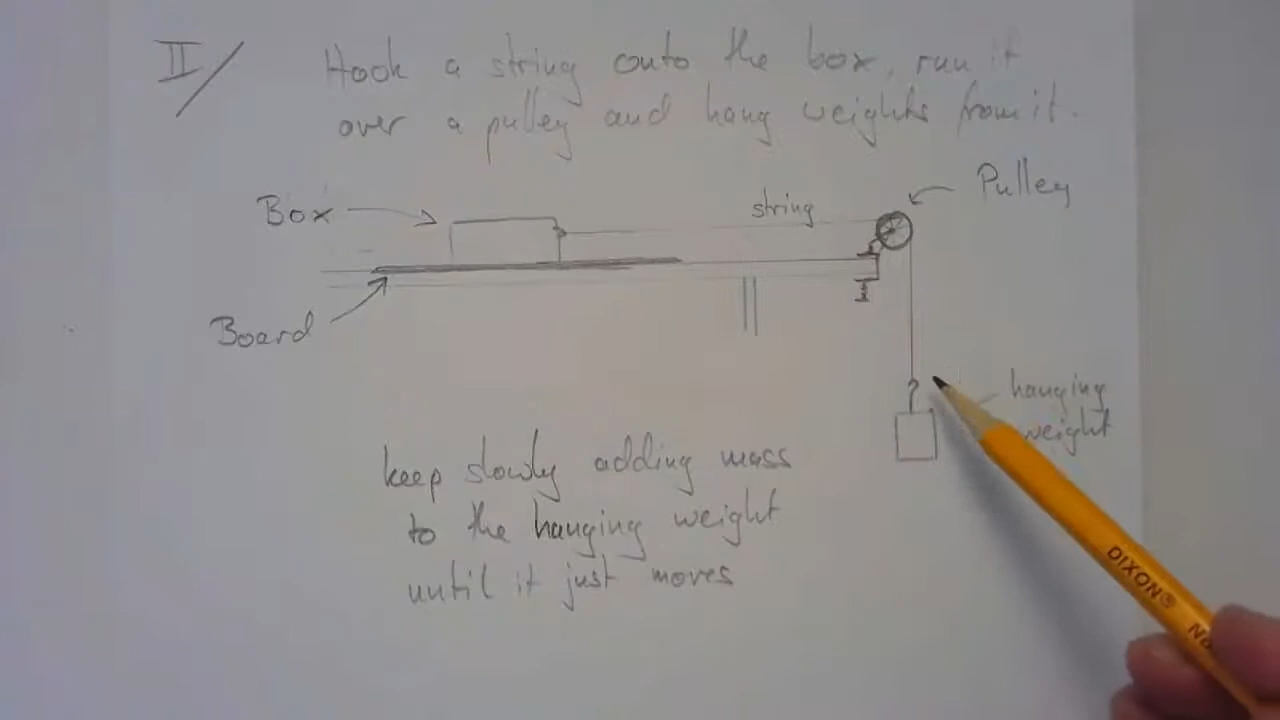 II/ Hook a string onto the box, run it
over a pulley and hang weights from it.
Pulley
string
Box
Board
hanging
weight
keep slowly adding mass
to the hanging weight
until it just moves
DIXON® No